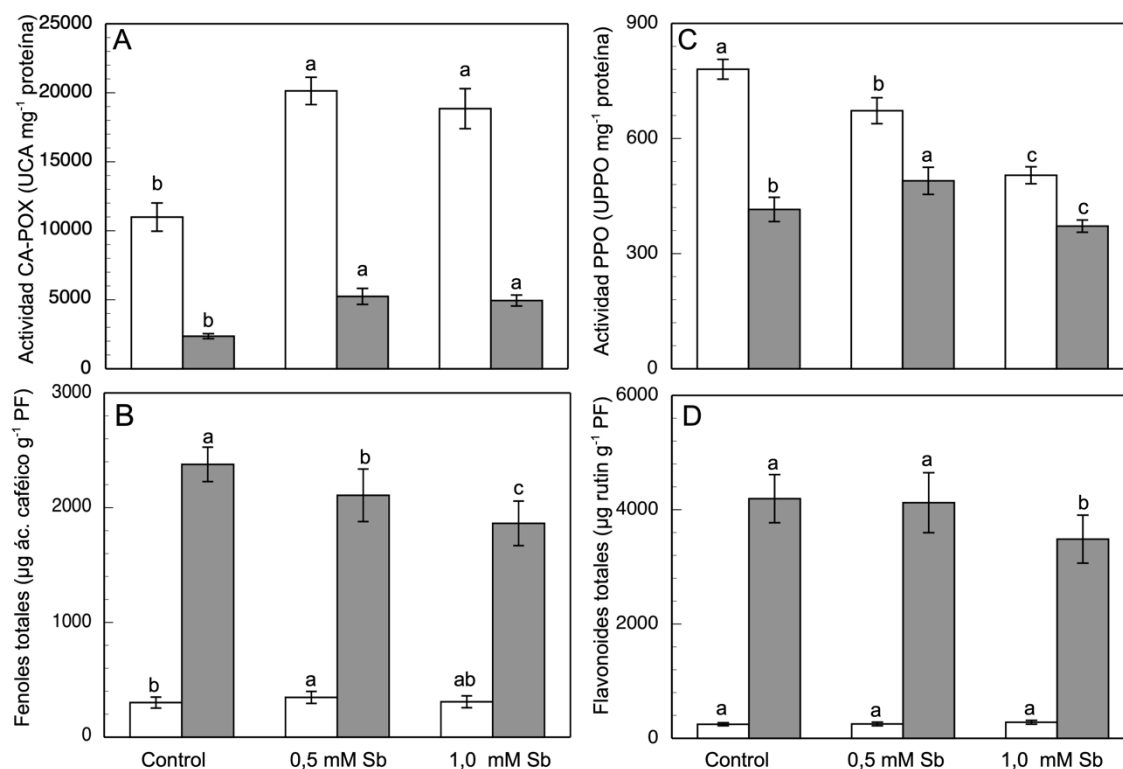 A
Actividad CA-POX (UCA mg-1 proteína)
25000
20000
15000
10000
5000
0
b
b
a
a
a
a
C
Actividad PPO (UPPO mg-1 proteína)
900
600
300
0
a
b
b
a
c
c
B
Fenoles totales (µg ác. caféico g-1 PF)
3000
2000
1000
0
b
a
a
b
ab
c
Control
0,5 mM Sb
1,0 mM Sb
D
Flavonoides totales (µg rutin g-1 PF)
6000
4000
2000
0
a
a
a
a
a
b
Control
0,5 mM Sb
1,0 mM Sb